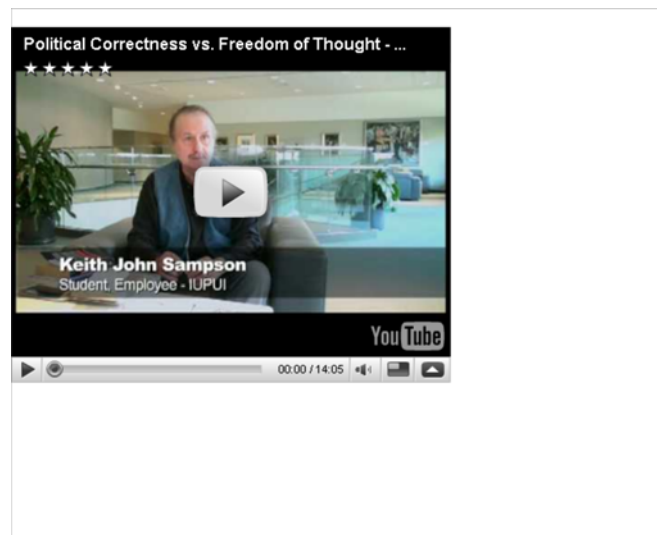 Political Correctness vs. Freedom of Thought - ...
Keith John Sampson
Student, Employee - IUPUI
YouTube
00:00 / 14:05